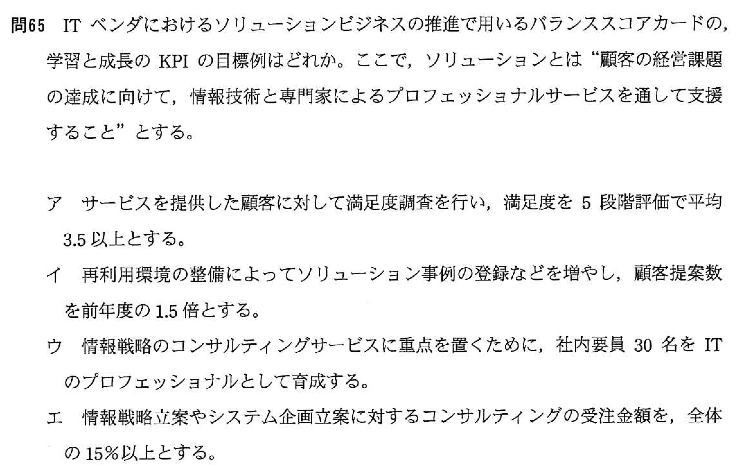 問65 IT ベンダにおけるソリューションビジネスの推進で用いるバランススコアカードの,
学習と成長の KPI の目標例はどれか。ここで，ソリューションとは“顧客の経営課題
の達成に向けて，情報技術と専門家によるプロフェッショナルサービスを通して支援
すること”とする。
ア サービスを提供した顧客に対して満足度調査を行い，満足度を 5 段階評価で平均
3.5 以上とする。
イ 再利用環境の整備によってソリューション事例の登録などを増やし，顧客提案数
を前年度の 1.5 倍とする。
ウ 情報戦略のコンサルティングサービスに重点を置くために，社内要員 30 名を IT
のプロフェッショナルとして育成する。
エ 情報戦略立案やシステム企画立案に対するコンサルティングの受注金額を，全体
の 15％以上とする。